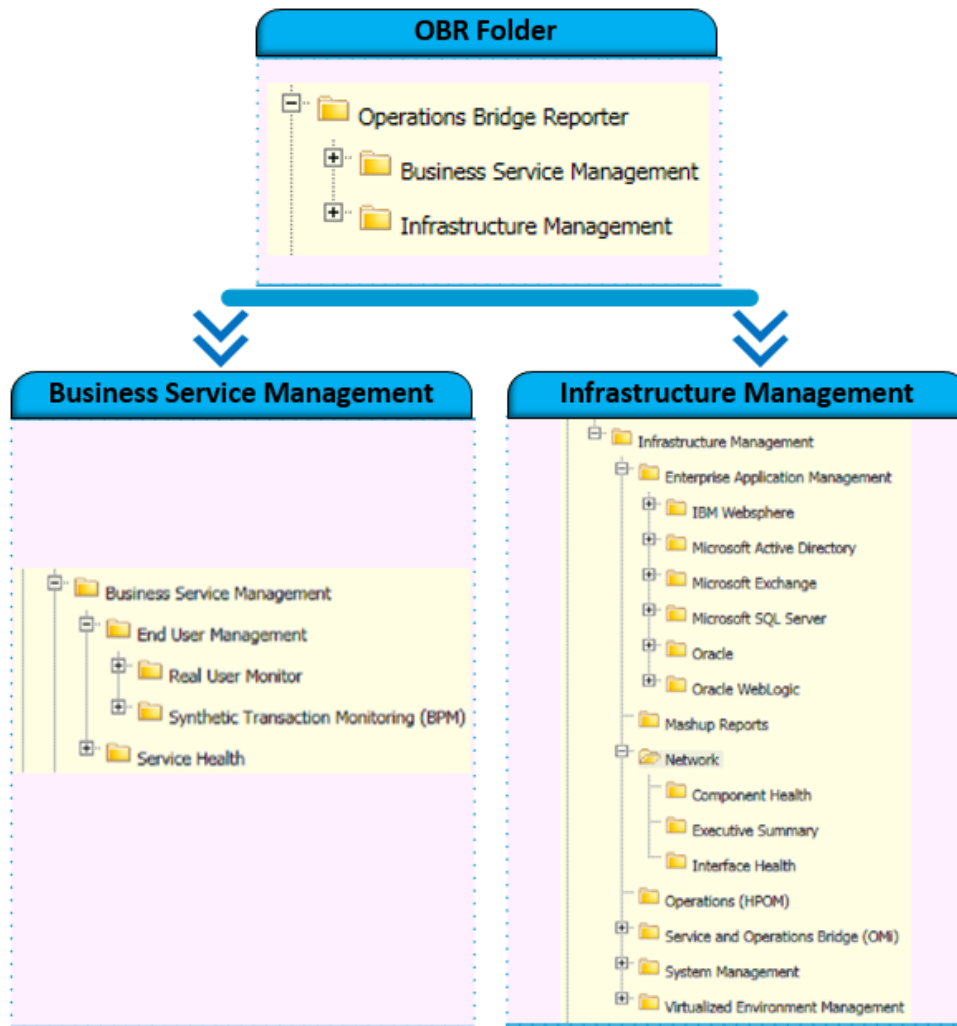 OBR Folder
Operations Bridge Reporter
Business Service Management
Infrastructure Management
Business Service Management
Business Service Management
End User Management
Real User Monitor
Synthetic Transaction Monitoring (BPM)
Service Health
Infrastructure Management
Infrastructure Management
Enterprise Application Management
IBM Websphere
Microsoft Active Directory
Microsoft Exchange
Microsoft SQL Server
Oracle
Oracle WebLogic
Mashup Reports
Network
Component Health
Executive Summary
Interface Health
Operations (HPOM)
Service and Operations Bridge (OMi)
System Management
Virtualized Environment Management